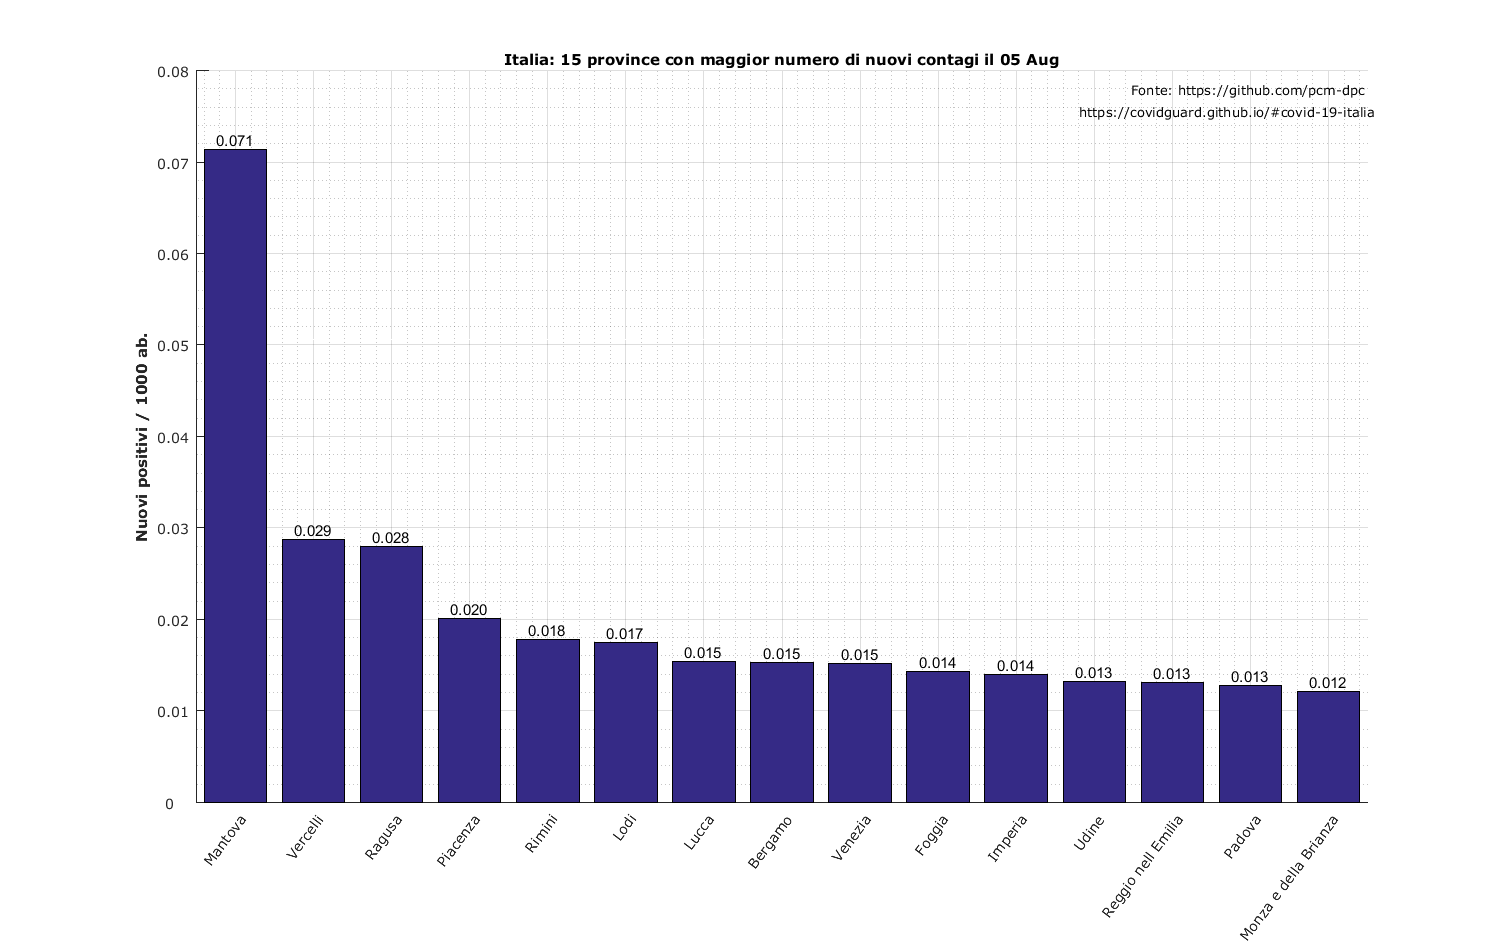 Italia: 15 province con maggior numero di nuovi contagi il 05 Aug
Fonte: https://github.com/pcm-dpc
https://covidguard.github.io/#covid-19-italia
Nuovi positivi / 1000 ab.
0.08
0.07
0.06
0.05
0.04
0.03
0.02
0.01
0
0.071
0.029
0.028
0.020
0.018
0.017
0.015
0.015
0.015
0.014
0.014
0.013
0.013
0.013
0.012
Mantova
Vercelli
Ragusa
Piacenza
Rimini
Lodi
Lucca
Bergamo
Venezia
Foggia
Imperia
Udine
Reggio nell Emilia
Padova
Monza e della Brianza